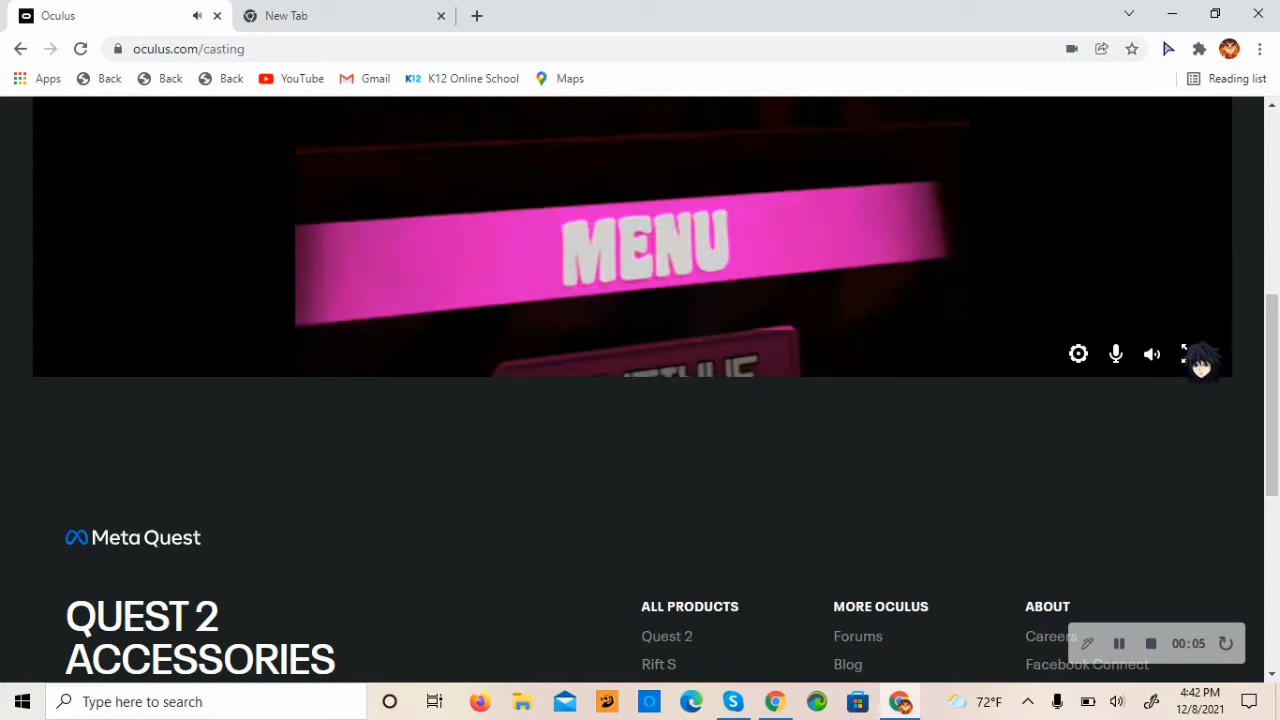 Oculus
New Tab
oculus.com/casting
Apps
Back
Back
Back
YouTube
Gmail
K12 K12 Online School
Maps
Reading list
MENU
Meta Quest
QUEST 2
ACCESSORIES
ALL PRODUCTS
Quest 2
Rift S
MORE OCULUS
Forums
Blog
ABOUT
Careers
Facebook Connect
00:05
Type here to search
72°F
4:42 PM
12/8/2021